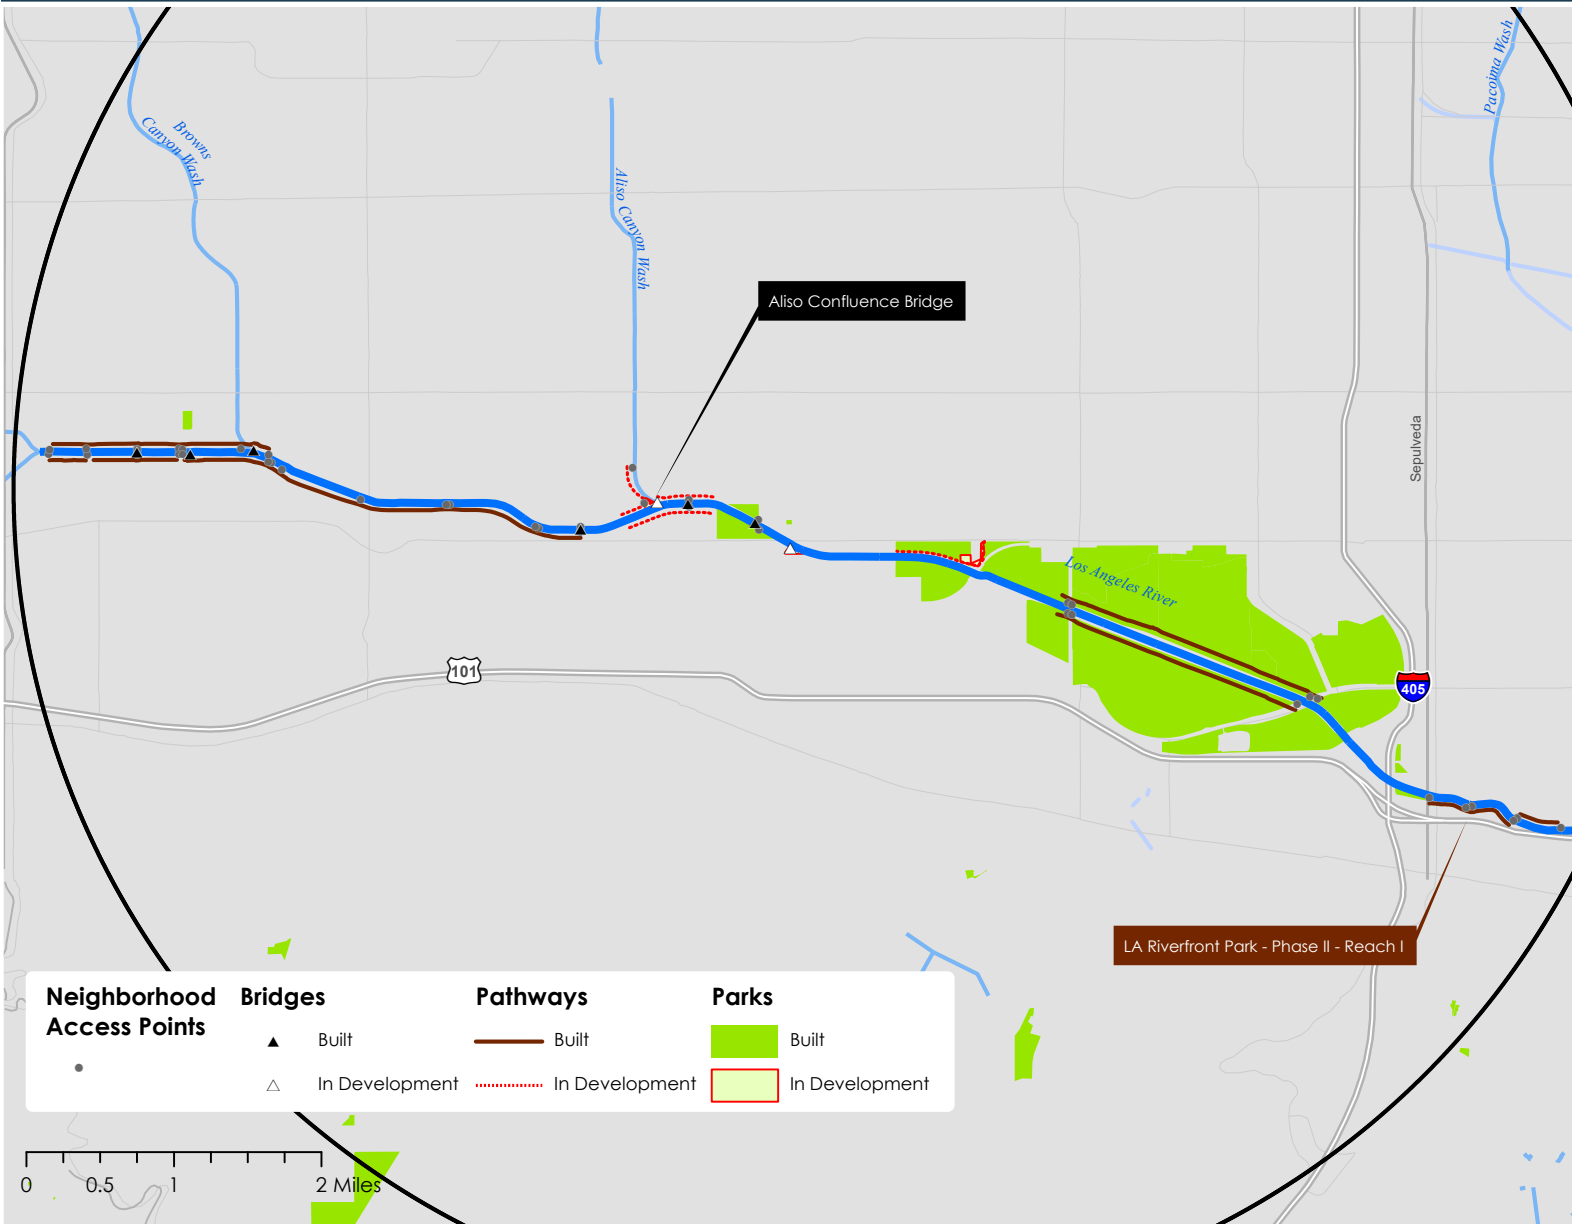 Pacoima Wash
Browns
Canyon Wash
Aliso Canyon Wash
Aliso Confluence Bridge
Sepulveda
Los Angeles River
101
405
LA Riverfront Park - Phase II - Reach I
Neighborhood
Access Points
Bridges
Built
In Development
Pathways
Built
In Development
Parks
Built
In Development
0 0.5 1 2 Miles